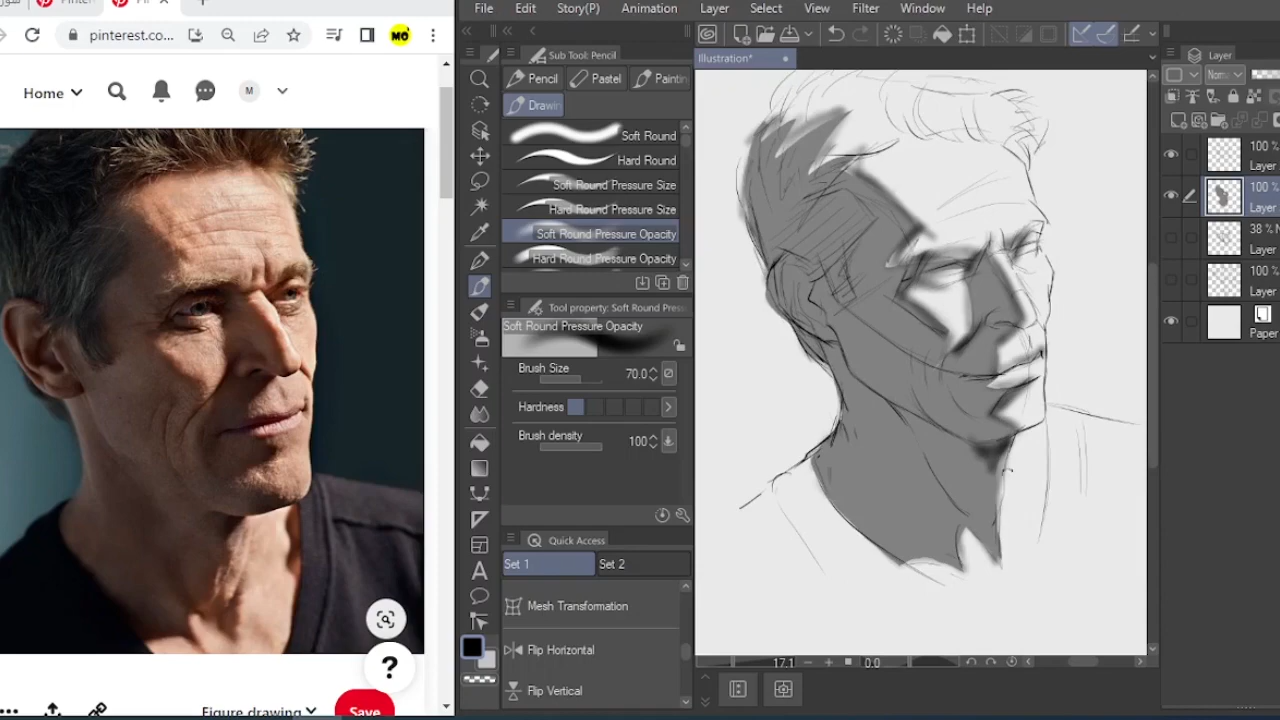 pinterest.co...
MO
Home
M
?
Figure drawing
Save
File Edit Story(P) Animation Layer Select View Filter Window Help
Sub Tool: Pencil
Pencil Pastel Paintin
Drawin
Soft Round
Hard Round
Soft Round Pressure Size
Hard Round Pressure Size
Soft Round Pressure Opacity
Hard Round Pressure Opacity
Tool property: Soft Round Press
Soft Round Pressure Opacity
Brush Size 70.0
Hardness
Brush density 100
Quick Access
Set 1 Set 2
Mesh Transformation
Flip Horizontal
Flip Vertical
Illustration*
17.1 0.0
Layer
Norm
100 %
Layer
100 %
Layer
38 % N
Layer
100 %
Layer
Paper